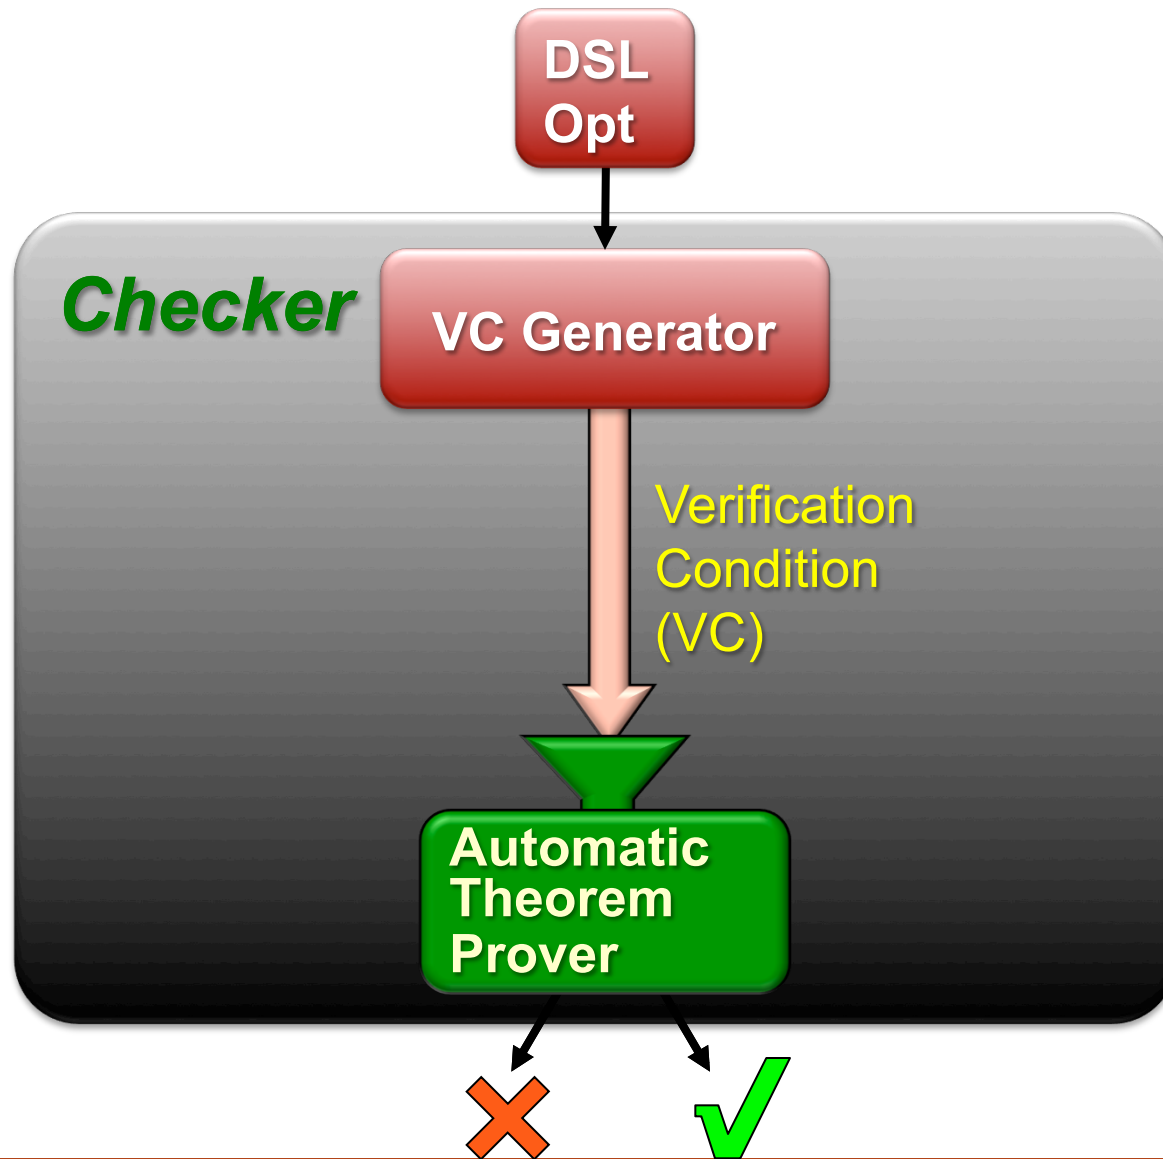 DSL
Opt
Checker
VC Generator
Verification
Condition
(VC)
Automatic
Theorem
Prover